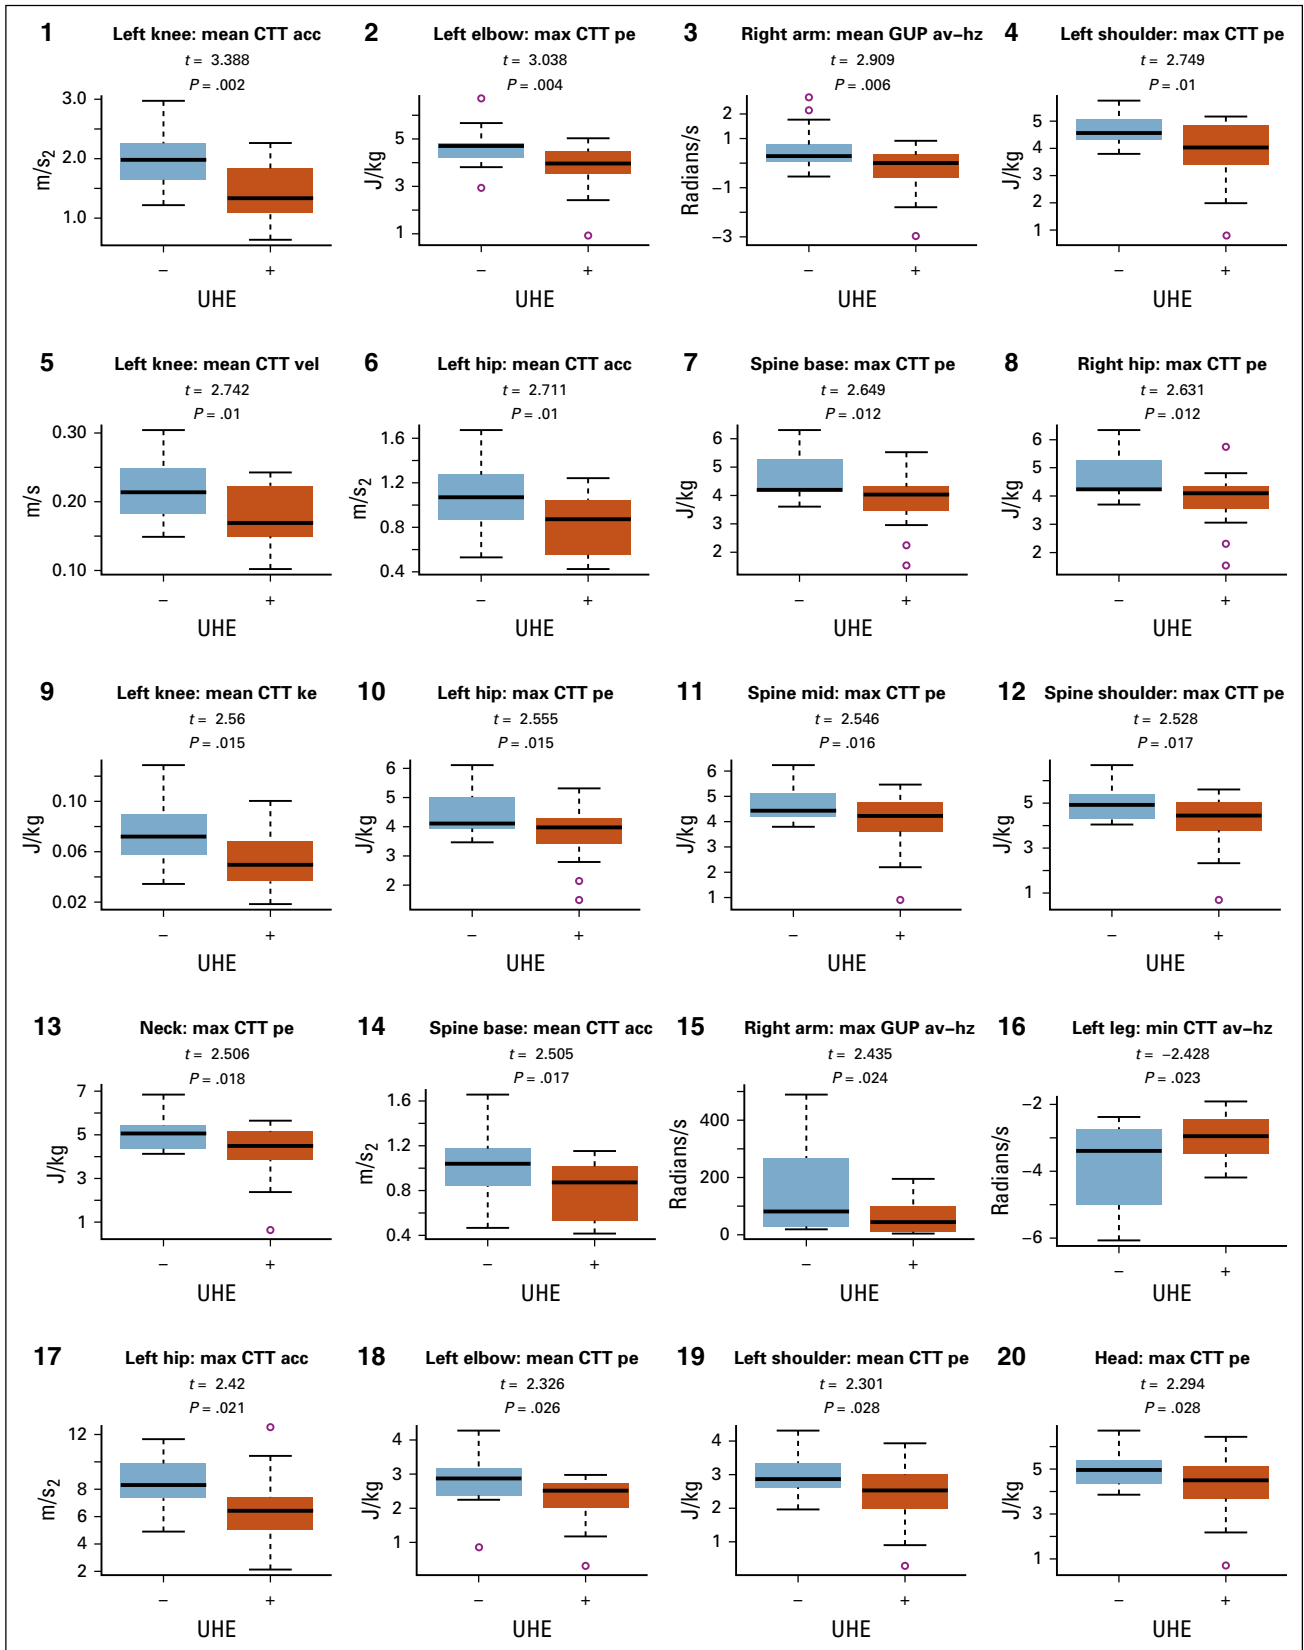 1 Left knee: mean CTT acc
t = 3.388
P = .002
3.0
2.0
1.0
m/s2
– +
UHE
2 Left elbow: max CTT pe
t = 3.038
P = .004
5
3
1
J/kg
– +
UHE
3 Right arm: mean GUP av–hz
t = 2.909
P = .006
2
1
–1
–3
Radians/s
– +
UHE
4 Left shoulder: max CTT pe
t = 2.749
P = .01
5
4
3
2
1
J/kg
– +
UHE
5 Left knee: mean CTT vel
t = 2.742
P = .01
0.30
0.20
0.10
m/s
– +
UHE
6 Left hip: mean CTT acc
t = 2.711
P = .01
1.6
1.2
0.8
0.4
m/s2
– +
UHE
7 Spine base: max CTT pe
t = 2.649
P = .012
6
5
4
3
2
J/kg
– +
UHE
8 Right hip: max CTT pe
t = 2.631
P = .012
6
5
4
3
2
J/kg
– +
UHE
9 Left knee: mean CTT ke
t = 2.56
P = .015
0.10
0.06
0.02
J/kg
– +
UHE
10 Left hip: max CTT pe
t = 2.555
P = .015
6
5
4
3
2
J/kg
– +
UHE
11 Spine mid: max CTT pe
t = 2.546
P = .016
6
5
4
3
2
1
J/kg
– +
UHE
12 Spine shoulder: max CTT pe
t = 2.528
P = .017
5
3
1
J/kg
– +
UHE
13 Neck: max CTT pe
t = 2.506
P = .018
7
5
3
1
J/kg
– +
UHE
14 Spine base: mean CTT acc
t = 2.505
P = .017
1.6
1.2
0.8
0.4
m/s2
– +
UHE
15 Right arm: max GUP av–hz
t = 2.435
P = .024
400
200
0
Radians/s
– +
UHE
16 Left leg: min CTT av–hz
t = –2.428
P = .023
–2
–4
–6
Radians/s
– +
UHE
17 Left hip: max CTT acc
t = 2.42
P = .021
12
8
6
4
2
m/s2
– +
UHE
18 Left elbow: mean CTT pe
t = 2.326
P = .026
4
3
2
1
J/kg
– +
UHE
19 Left shoulder: mean CTT pe
t = 2.301
P = .028
4
3
2
1
J/kg
– +
UHE
20 Head: max CTT pe
t = 2.294
P = .028
5
3
1
J/kg
– +
UHE